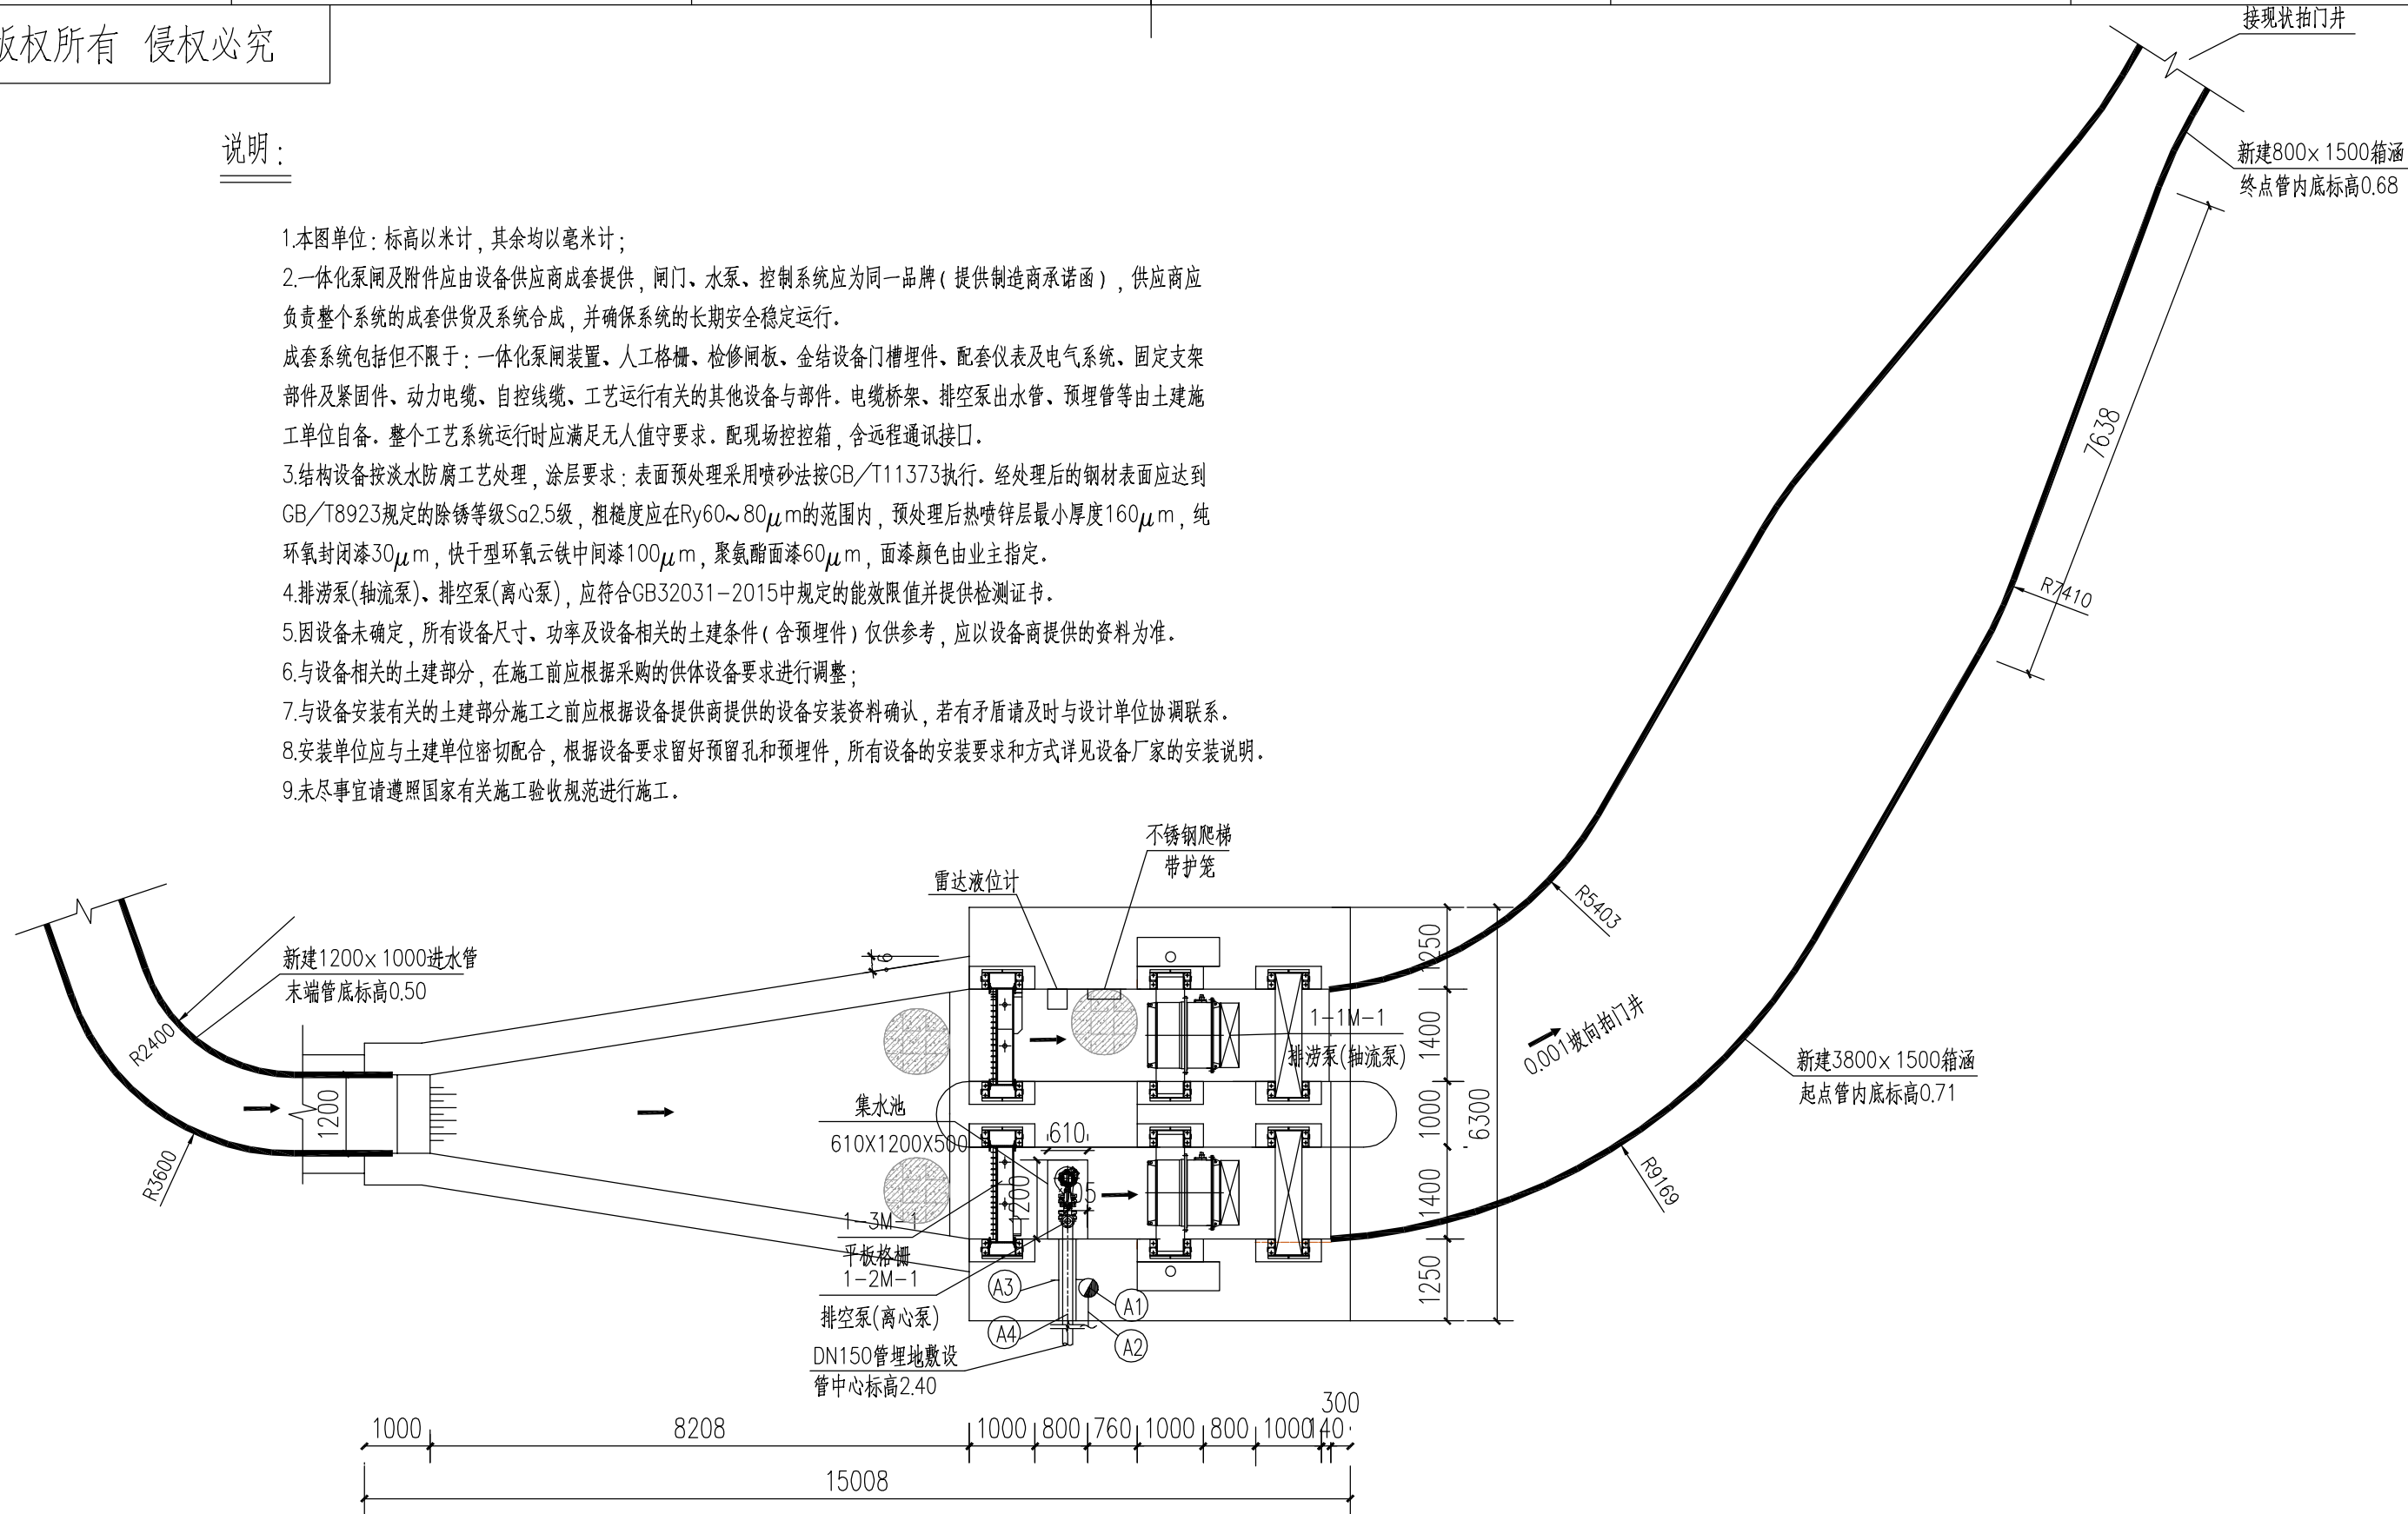 版权所有 侵权必究
接现状拍门井
说明：
新建800x1500箱涵
终点管内底标高0.68
1.本图单位：标高以米计，其余均以毫米计；
2.一体化泵闸及附件应由设备供应商成套提供，闸门、水泵、控制系统应为同一品牌（提供制造商承诺函），供应商应
负责整个系统的成套供货及系统合成，并确保系统的长期安全稳定运行。
成套系统包括但不限于：一体化泵闸装置、人工格栅、检修闸板、金结设备门槽埋件、配套仪表及电气系统、固定支架
部件及紧固件、动力电缆、自控线缆、工艺运行有关的其他设备与部件。电缆桥架、排空泵出水管、预埋管等由土建施
工单位自备。整个工艺系统运行时应满足无人值守要求。配现场控控箱，含远程通讯接口。
3.结构设备按淡水防腐工艺处理，涂层要求：表面预处理采用喷砂法按GB/T11373执行。经处理后的钢材表面应达到
GB/T8923规定的除锈等级Sa2.5级，粗糙度应在Ry60~80μm的范围内，预处理后热喷锌层最小厚度160μm，纯
环氧封闭漆30μm，快干型环氧云铁中间漆100μm，聚氨酯面漆60μm，面漆颜色由业主指定。
4.排涝泵(轴流泵)、排空泵(离心泵)，应符合GB32031-2015中规定的能效限值并提供检测证书。
5.因设备未确定，所有设备尺寸、功率及设备相关的土建条件（含预埋件）仅供参考，应以设备商提供的资料为准。
6.与设备相关的土建部分，在施工前应根据采购的供体设备要求进行调整；
7.与设备安装有关的土建部分施工之前应根据设备提供商提供的设备安装资料确认，若有矛盾请及时与设计单位协调联系。
8.安装单位应与土建单位密切配合，根据设备要求留好预留孔和预埋件，所有设备的安装要求和方式详见设备厂家的安装说明。
9.未尽事宜请遵照国家有关施工验收规范进行施工。
7638
R7410
不锈钢爬梯
带护笼
雷达液位计
R5403
新建1200x1000进水管
末端管底标高0.50
R2400
R3600
1200
1-1M-1
排涝泵(轴流泵)
0.001坡向拍门井
新建3800x1500箱涵
起点管内底标高0.71
R9169
集水池
610X1200X500
610
1200
1-3M-1
平板格栅
1-2M-1
排空泵(离心泵)
A3
A1
A4
A2
DN150管埋地敷设
管中心标高2.40
1250
1400
1000
1400
1250
6300
300
1000
8208
1000
800
760
1000
800
1000
140
15008